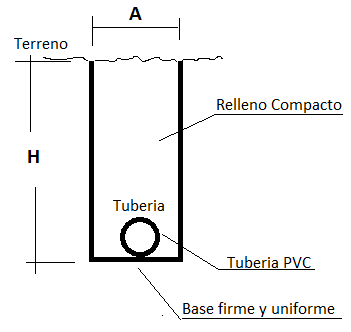 A
Terreno
Relleno Compacto
H
Tuberia
Tuberia PVC
Base firme y uniforme